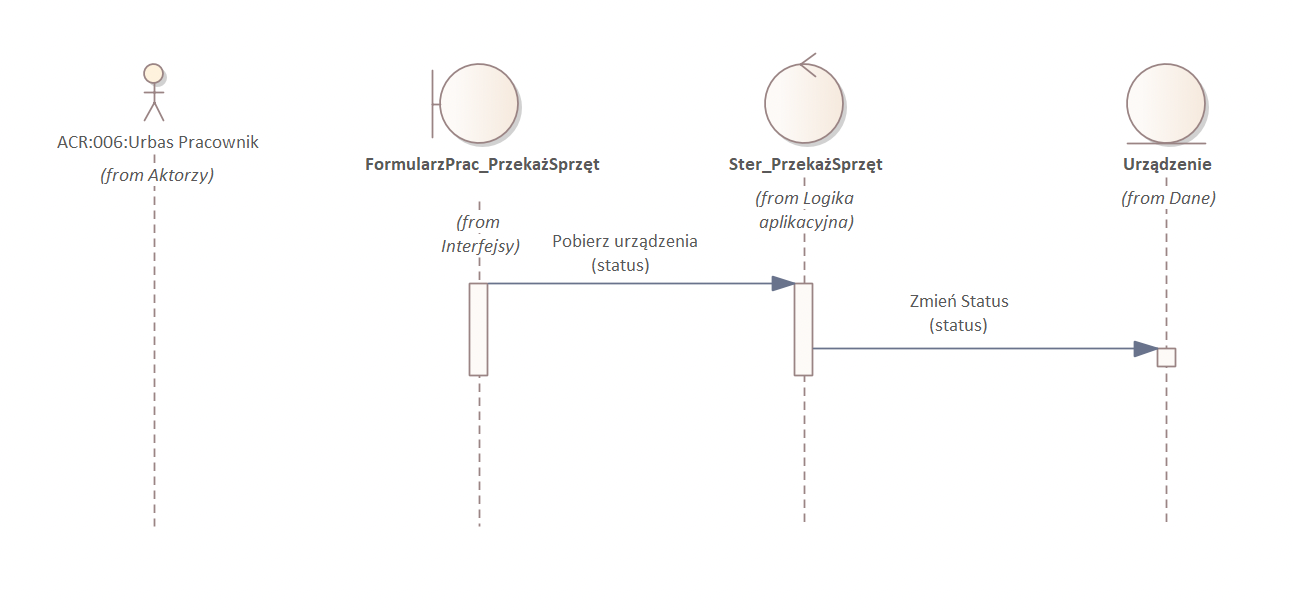 ACR:006:Urbas Pracownik
(from Aktorzy)
FormularzPrac_PrzekażSprzęt
(from
Interfejsy)
Ster_PrzekażSprzęt
(from Logika
aplikacyjna)
Urządzenie
(from Dane)
Pobierz urządzenia
(status)
Zmień Status
(status)